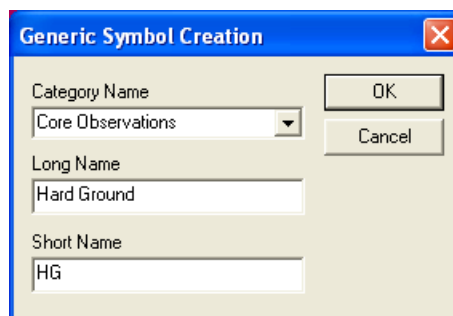 Generic Symbol Creation
Category Name
OK
Core Observations
Cancel
Long Name
Hard Ground
Short Name
HG